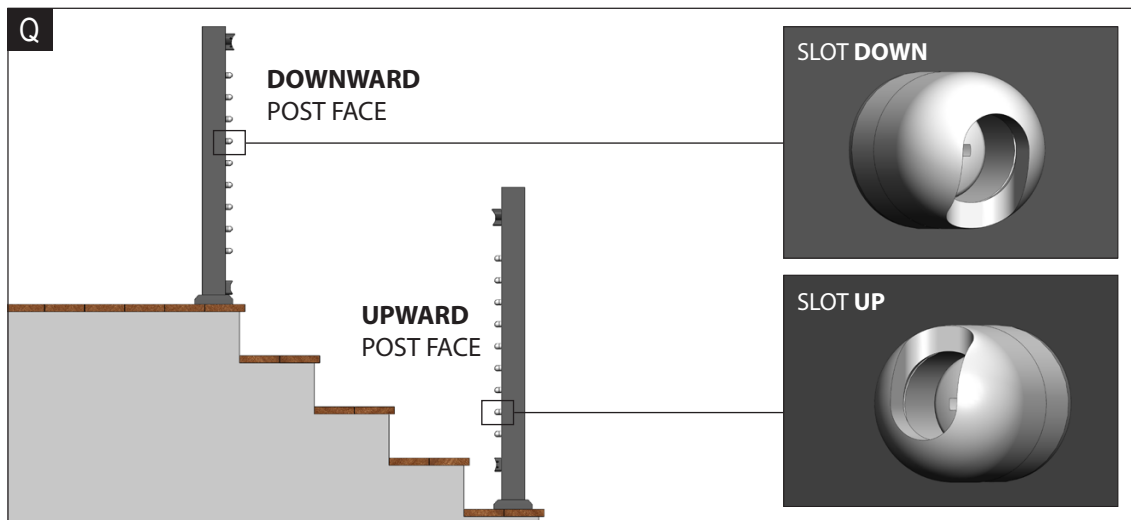 Q
DOWNWARD
POST FACE
SLOT DOWN
UPWARD
POST FACE
SLOT UP